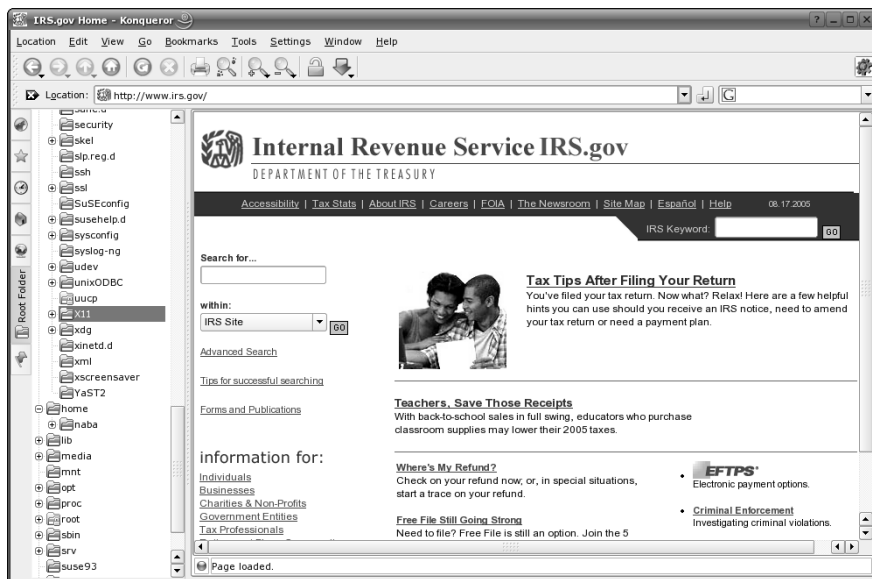 IRS.gov Home - Konqueror
Location Edit View Go Bookmarks Tools Settings Window Help
Location: http://www.irs.gov/
G
Root Folder
security
skel
slp.reg.d
ssh
ssl
SuSEconfig
susehelp.d
sysconfig
syslog-ng
udev
unixODBC
uucp
X11
xdg
xinetd.d
xml
xscreensaver
YaST2
home
naba
lib
media
mnt
opt
proc
root
sbin
srv
suse93
Internal Revenue Service IRS.gov
DEPARTMENT OF THE TREASURY
Accessibility | Tax Stats | About IRS | Careers | FOIA | The Newsroom | Site Map | Español | Help 08.17.2005
IRS Keyword: GO
Search for...
within:
IRS Site GO
Advanced Search
Tips for successful searching
Forms and Publications
information for:
Individuals
Businesses
Charities & Non-Profits
Government Entities
Tax Professionals
Tax Tips After Filing Your Return
You've filed your tax return. Now what? Relax! Here are a few helpful
hints you can use should you receive an IRS notice, need to amend
your tax return or need a payment plan.
Teachers, Save Those Receipts
With back-to-school sales in full swing, educators who purchase
classroom supplies may lower their 2005 taxes.
Where's My Refund?
Check on your refund now; or, in special situations,
start a trace on your refund.
Free File Still Going Strong
Need to file? Free File is still an option. Join the 5
EFTPS
Electronic payment options.
Criminal Enforcement
Investigating criminal violations.
Page loaded.